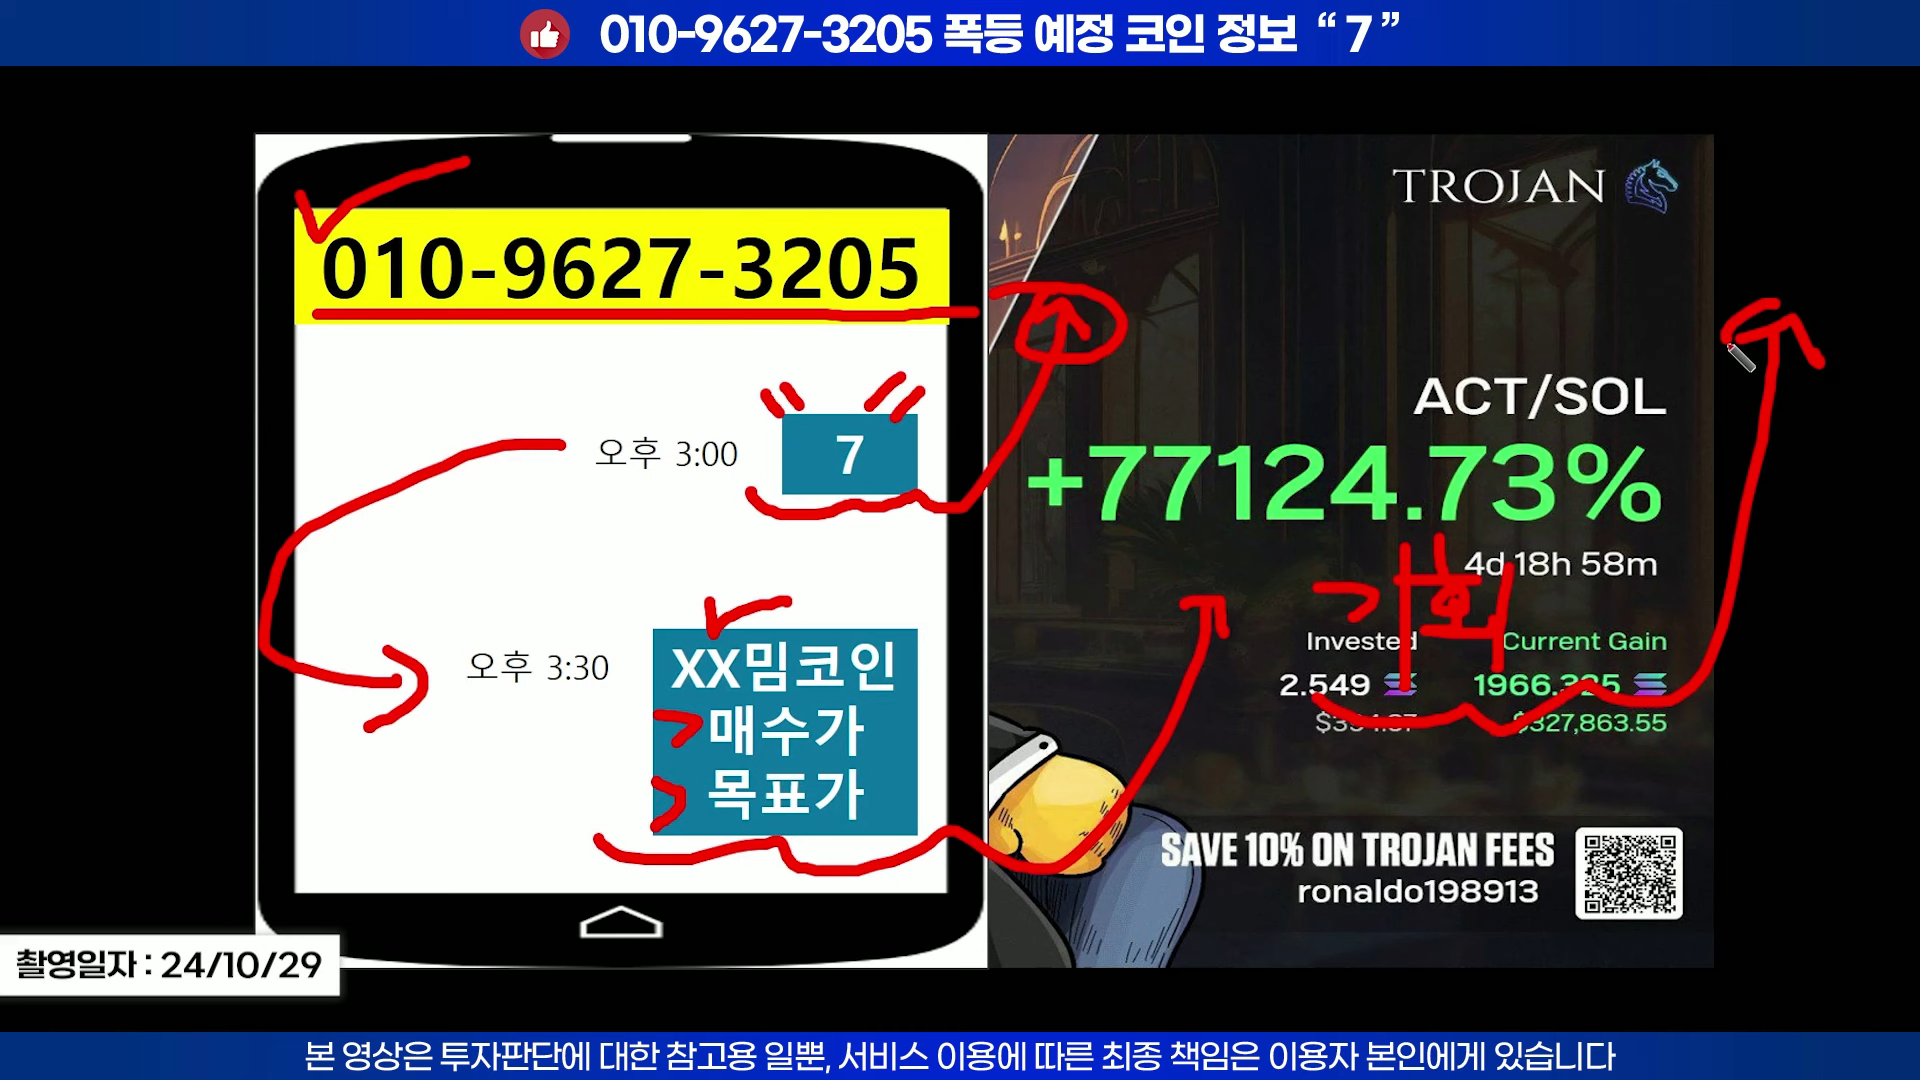 010-9627-3205 폭등 예정 코인 정보 “ 7 ”
010-9627-3205
오후 3:00
7
오후 3:30
XX밈코인
매수가
목표가
TROJAN
ACT/SOL
+77124.73%
4d 18h 58m
기회
Invested
Current Gain
2.549
1966.325
$327,863.55
SAVE 10% ON TROJAN FEES
ronaldo198913
촬영일자 : 24/10/29
본 영상은 투자판단에 대한 참고용 일뿐, 서비스 이용에 따른 최종 책임은 이용자 본인에게 있습니다